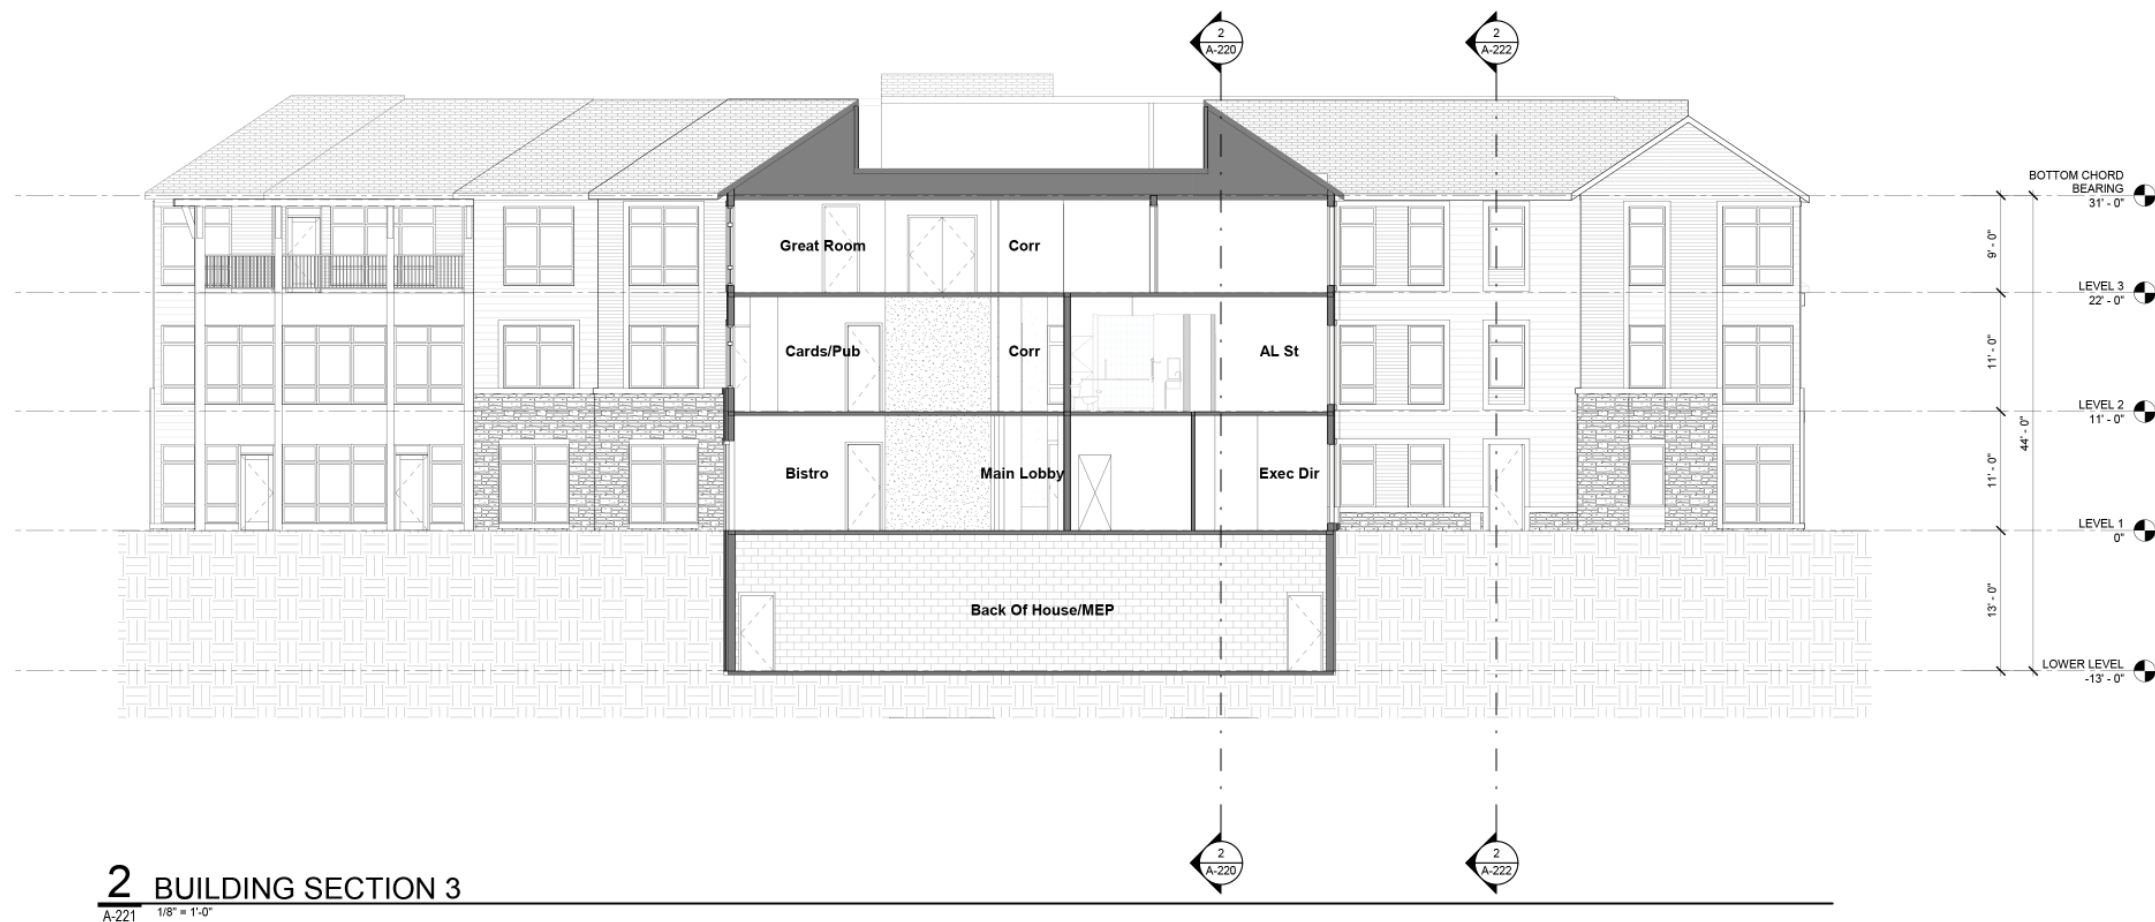 2
A-220
2
A-222
BOTTOM CHORD
BEARING
31' - 0"
9' - 0"
Great Room
Corr
LEVEL 3
22' - 0"
11' - 0"
Cards/Pub
Corr
AL St
LEVEL 2
11' - 0"
44' - 0"
11' - 0"
Bistro
Main Lobby
Exec Dir
LEVEL 1
0"
13' - 0"
Back Of House/MEP
LOWER LEVEL
-13' - 0"
2
A-220
2
A-222
2 BUILDING SECTION 3
A-221 1/8" = 1'-0"